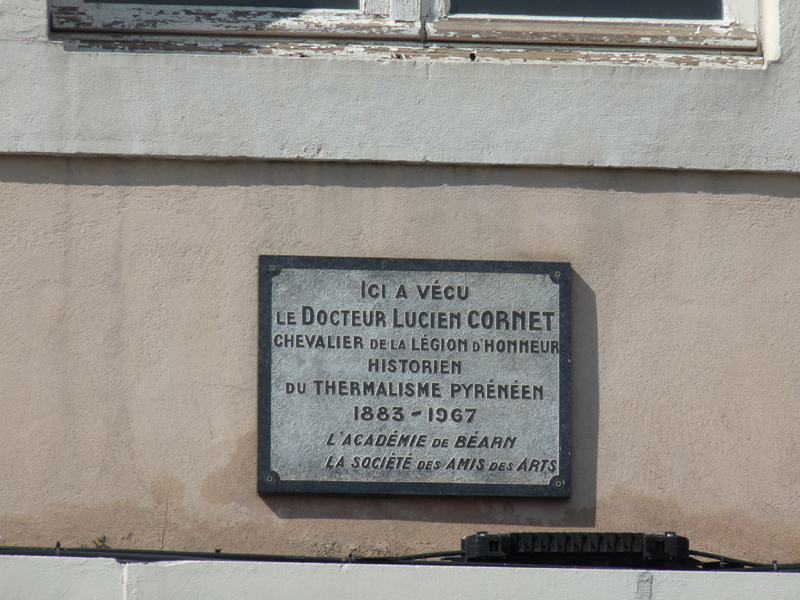 ICI A VÉCU
LE DOCTEUR LUCIEN CORNET
CHEVALIER DE LA LÉGION D'HONNEUR
HISTORIEN
DU THERMALISME PYRÉNÉEN
1883-1967
L'ACADÉMIE DE BÉARN
LA SOCIÉTÉ DES AMIS DES ARTS